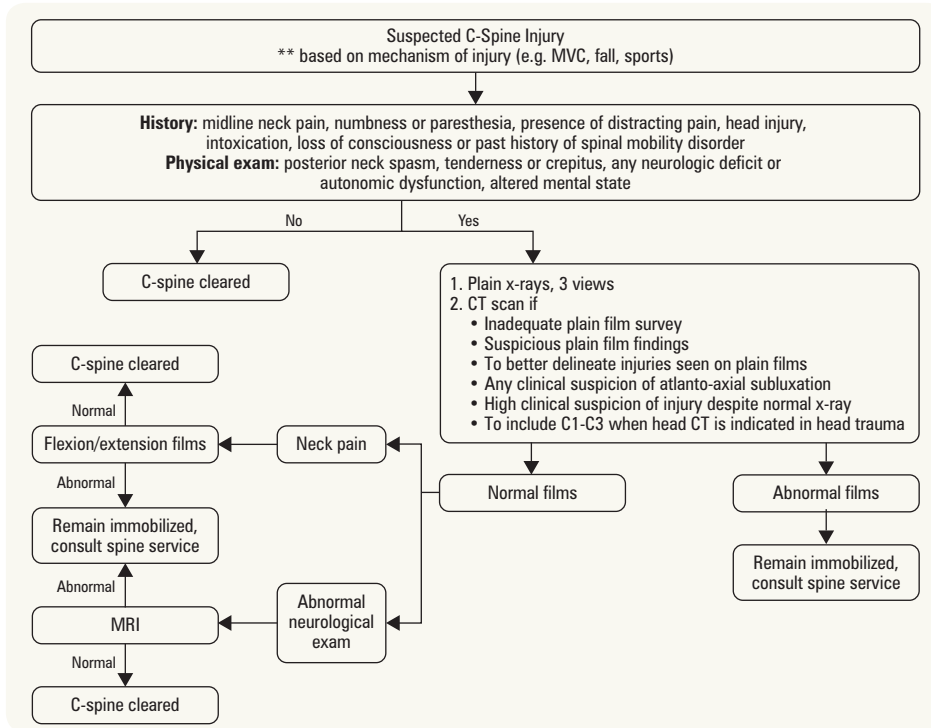 Suspected C-Spine Injury
** based on mechanism of injury (e.g. MVC, fall, sports)
History: midline neck pain, numbness or paresthesia, presence of distracting pain, head injury,
intoxication, loss of consciousness or past history of spinal mobility disorder
Physical exam: posterior neck spasm, tenderness or crepitus, any neurologic deficit or
autonomic dysfunction, altered mental state
No
Yes
C-spine cleared
1. Plain x-rays, 3 views
2. CT scan if
• Inadequate plain film survey
• Suspicious plain film findings
• To better delineate injuries seen on plain films
• Any clinical suspicion of atlanto-axial subluxation
• High clinical suspicion of injury despite normal x-ray
• To include C1-C3 when head CT is indicated in head trauma
C-spine cleared
Normal
Flexion/extension films
Neck pain
Abnormal
Normal films
Abnormal films
Remain immobilized,
consult spine service
Remain immobilized,
consult spine service
Abnormal
MRI
Abnormal
neurological
exam
Normal
C-spine cleared